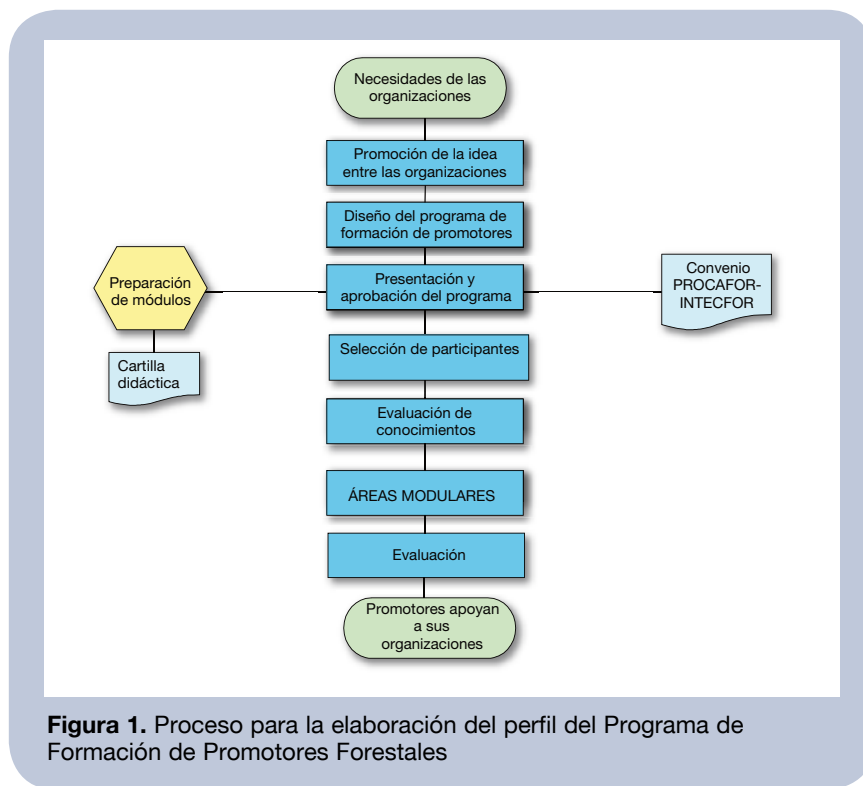 Necesidades de las
organizaciones
Promoción de la idea
entre las organizaciones
Diseño del programa de
formación de promotores
Preparación
de módulos
Presentación y
aprobación del programa
Convenio
PROCAFOR-
INTECFOR
Cartilla
didáctica
Selección de participantes
Evaluación de
conocimientos
ÁREAS MODULARES
Evaluación
Promotores apoyan
a sus
organizaciones
Figura 1. Proceso para la elaboración del perfil del Programa de
Formación de Promotores Forestales